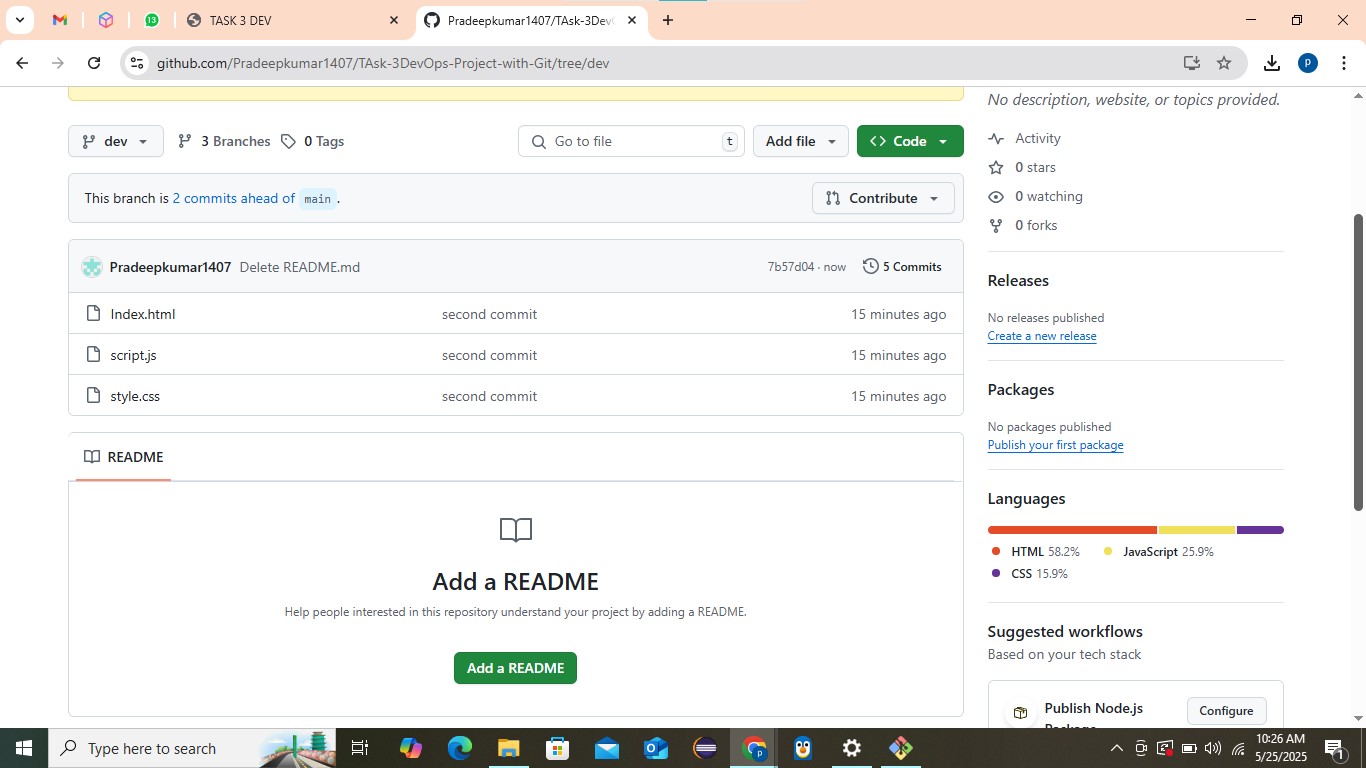 13
TASK 3 DEV
Pradeepkumar1407/TAsk-3Dev
github.com/Pradeepkumar1407/TAsk-3DevOps-Project-with-Git/tree/dev
P
dev
3 Branches
0 Tags
Go to file
t
Add file
Code
This branch is 2 commits ahead of main .
Contribute
Pradeepkumar1407 Delete README.md
7b57d04 · now
5 Commits
Index.html second commit 15 minutes ago
script.js second commit 15 minutes ago
style.css second commit 15 minutes ago
README
Add a README
Help people interested in this repository understand your project by adding a README.
Add a README
No description, website, or topics provided.
Activity
0 stars
0 watching
0 forks
Releases
No releases published
Create a new release
Packages
No packages published
Publish your first package
Languages
HTML 58.2% JavaScript 25.9%
CSS 15.9%
Suggested workflows
Based on your tech stack
Publish Node.js
Package
Configure
Type here to search
P
10:26 AM
5/25/2025
1